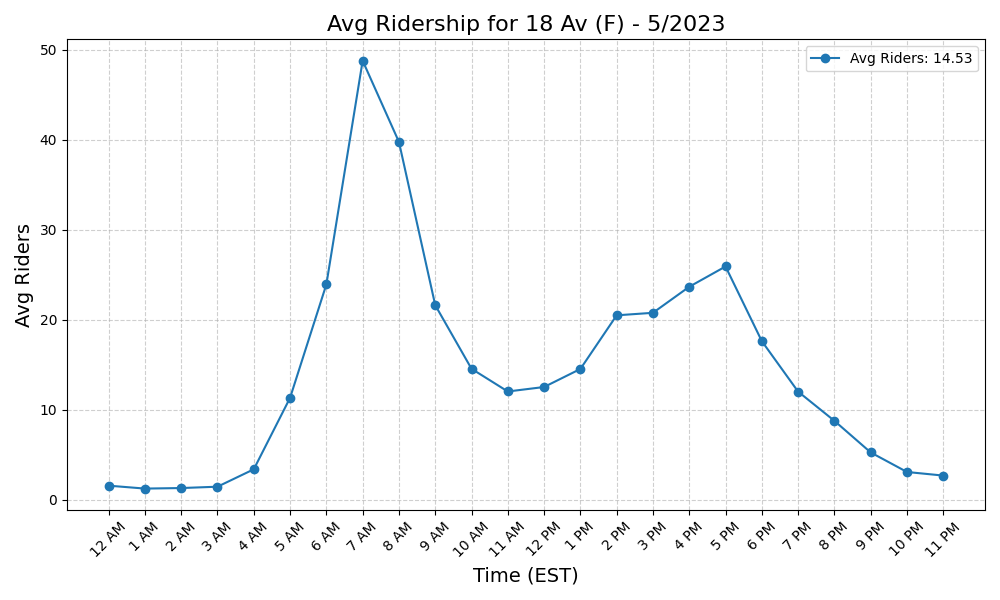 Avg Ridership for 18 Av (F) - 5/2023
Avg Riders: 14.53
Avg Riders
50
40
30
20
10
0
12 AM
1 AM
2 AM
3 AM
4 AM
5 AM
6 AM
7 AM
8 AM
9 AM
10 AM
11 AM
12 PM
1 PM
2 PM
3 PM
4 PM
5 PM
6 PM
7 PM
8 PM
9 PM
10 PM
11 PM
Time (EST)